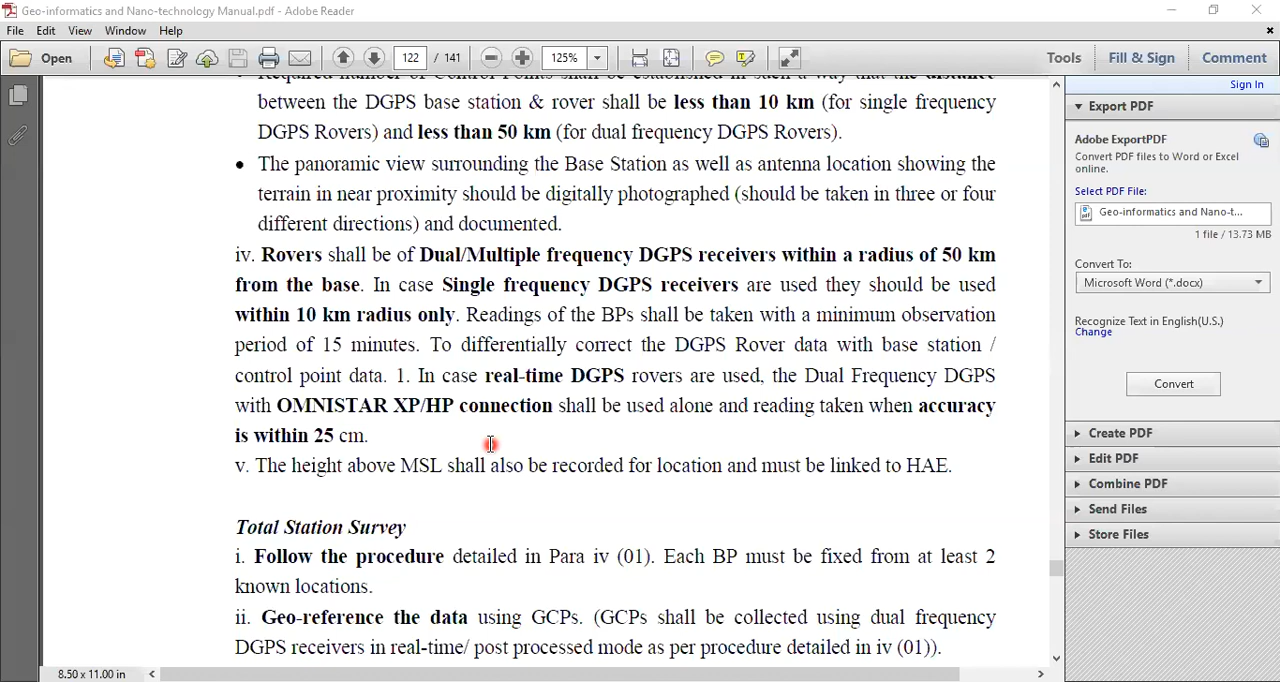 Geo-informatics and Nano-technology Manual.pdf - Adobe Reader
File Edit View Window Help
Open 122 / 141 125% Tools Fill & Sign Comment
Required number of Control Points shall be established in such a way that the distance
between the DGPS base station & rover shall be less than 10 km (for single frequency
DGPS Rovers) and less than 50 km (for dual frequency DGPS Rovers).
• The panoramic view surrounding the Base Station as well as antenna location showing the
terrain in near proximity should be digitally photographed (should be taken in three or four
different directions) and documented.
iv. Rovers shall be of Dual/Multiple frequency DGPS receivers within a radius of 50 km
from the base. In case Single frequency DGPS receivers are used they should be used
within 10 km radius only. Readings of the BPs shall be taken with a minimum observation
period of 15 minutes. To differentially correct the DGPS Rover data with base station /
control point data. 1. In case real-time DGPS rovers are used, the Dual Frequency DGPS
with OMNISTAR XP/HP connection shall be used alone and reading taken when accuracy
is within 25 cm.
v. The height above MSL shall also be recorded for location and must be linked to HAE.
Total Station Survey
i. Follow the procedure detailed in Para iv (01). Each BP must be fixed from at least 2
known locations.
ii. Geo-reference the data using GCPs. (GCPs shall be collected using dual frequency
DGPS receivers in real-time/ post processed mode as per procedure detailed in iv (01)).
8.50 x 11.00 in
Sign In
Export PDF
Adobe ExportPDF
Convert PDF files to Word or Excel
online.
Select PDF File:
Geo-informatics and Nano-t...
1 file / 13.73 MB
Convert To:
Microsoft Word (*.docx)
Recognize Text in English(U.S.)
Change
Convert
Create PDF
Edit PDF
Combine PDF
Send Files
Store Files